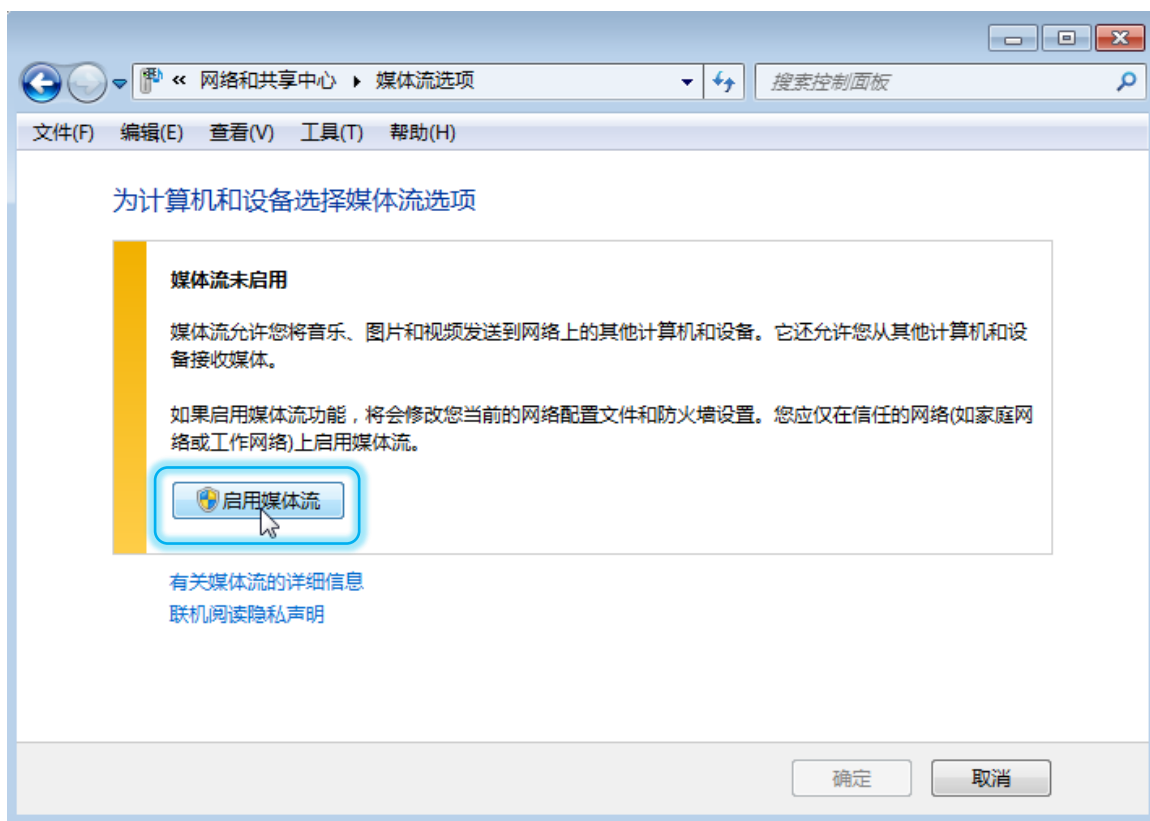 « 网络和共享中心 ▸ 媒体流选项
搜索控制面板
文件(F) 编辑(E) 查看(V) 工具(T) 帮助(H)
为计算机和设备选择媒体流选项
媒体流未启用
媒体流允许您将音乐、图片和视频发送到网络上的其他计算机和设备。它还允许您从其他计算机和设
备接收媒体。
如果启用媒体流功能，将会修改您当前的网络配置文件和防火墙设置。您应仅在信任的网络(如家庭网
络或工作网络)上启用媒体流。
启用媒体流
有关媒体流的详细信息
联机阅读隐私声明
确定 取消